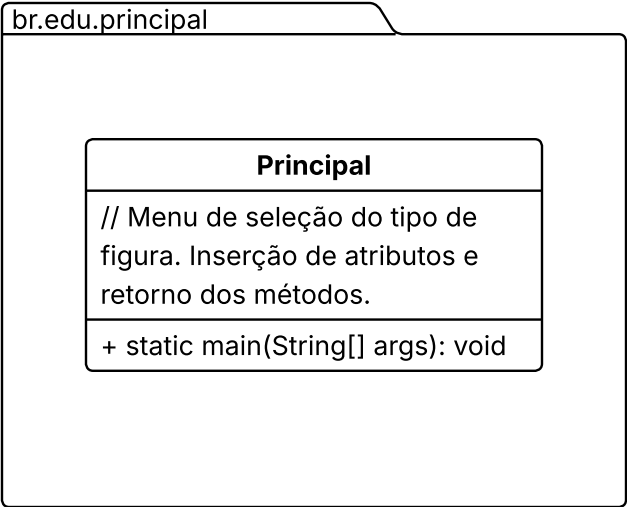 br.edu.principal
Principal
// Menu de seleção do tipo de
figura. Inserção de atributos e
retorno dos métodos.
+ static main(String[] args): void